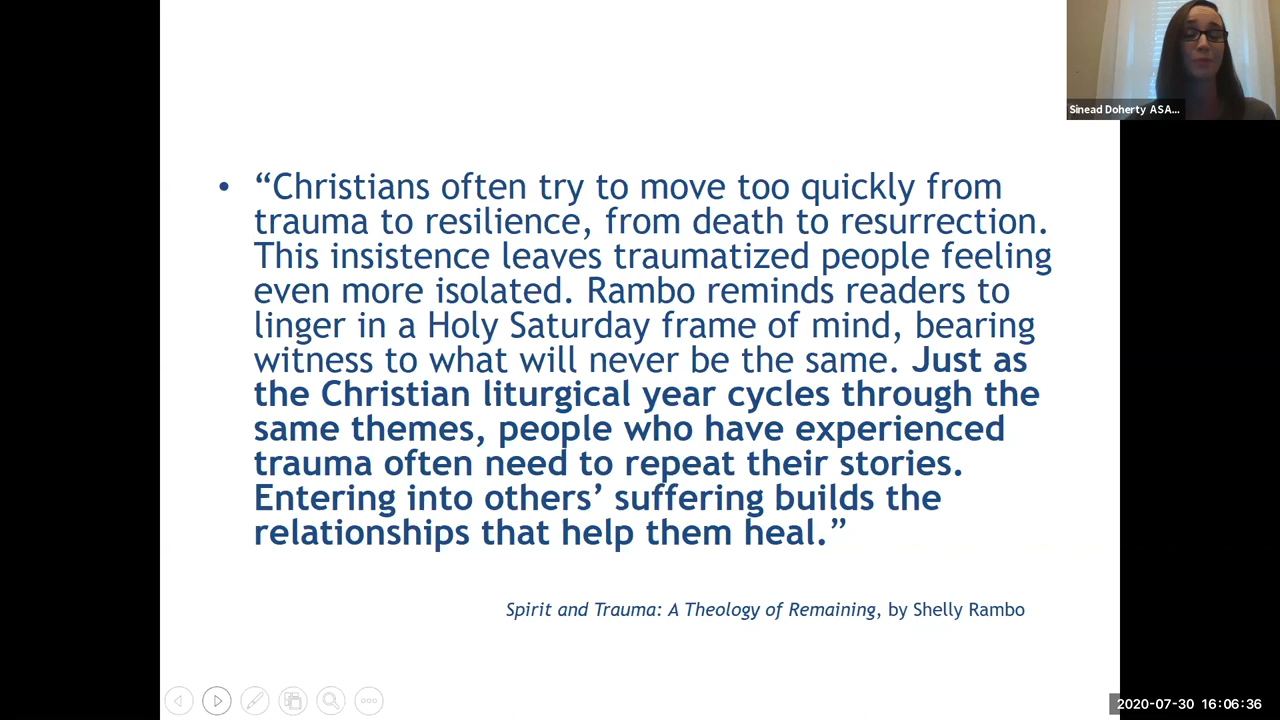 Sinead Doherty ASA...
• “Christians often try to move too quickly from
trauma to resilience, from death to resurrection.
This insistence leaves traumatized people feeling
even more isolated. Rambo reminds readers to
linger in a Holy Saturday frame of mind, bearing
witness to what will never be the same. Just as
the Christian liturgical year cycles through the
same themes, people who have experienced
trauma often need to repeat their stories.
Entering into others’ suffering builds the
relationships that help them heal.”
Spirit and Trauma: A Theology of Remaining, by Shelly Rambo
2020-07-30 16:06:36